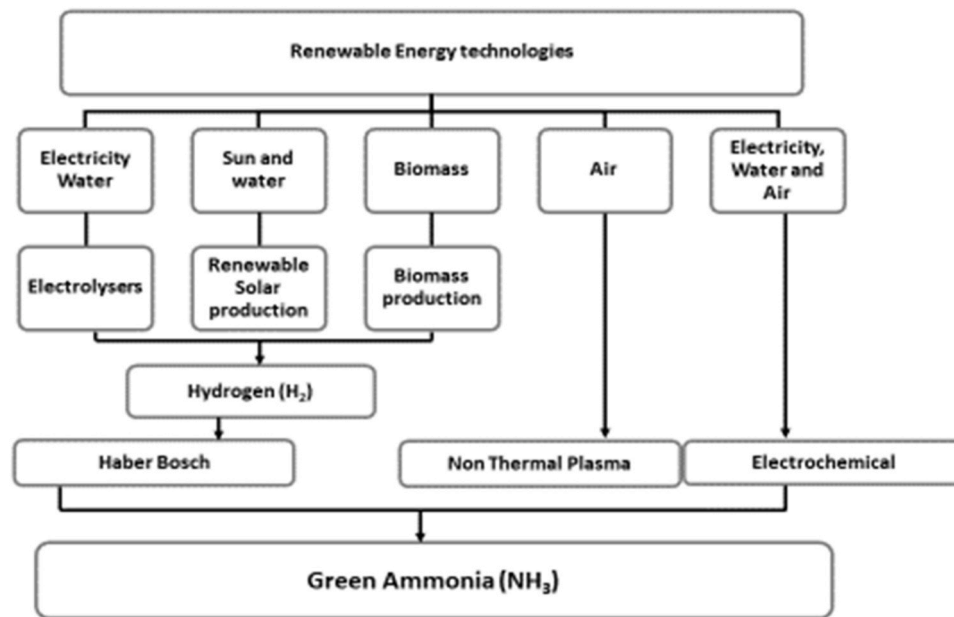 Renewable Energy technologies
Electricity
Water
Sun and
water
Biomass
Air
Electricity,
Water and
Air
Electrolysers
Renewable
Solar
production
Biomass
production
Hydrogen (H₂)
Haber Bosch
Non Thermal Plasma
Electrochemical
Green Ammonia (NH₃)